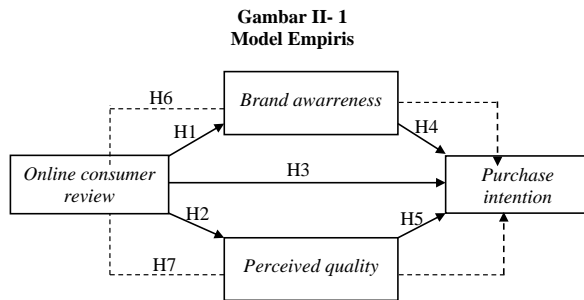 Gambar II- 1
Model Empiris
H6
Brand awarreness
H1
H4
Online consumer
review
H3
Purchase
intention
H2
H5
H7
Perceived quality